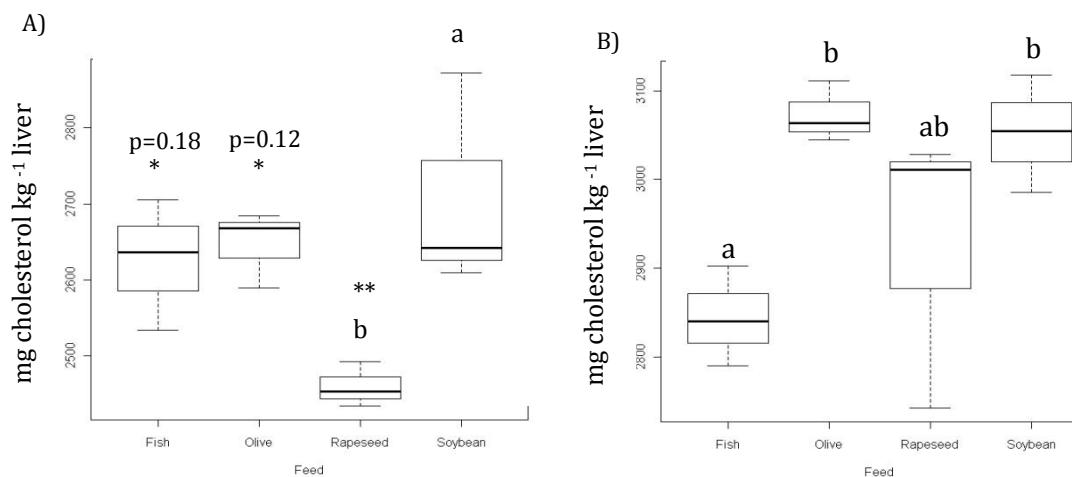 A)
mg cholesterol kg -1 liver
2800
2700
2600
2500
p=0.18
*
p=0.12
*
**
b
a
Fish
Olive
Rapeseed
Soybean
Feed
B)
mg cholesterol kg -1 liver
3100
3000
2900
2800
a
b
ab
b
Fish
Olive
Rapeseed
Soybean
Feed